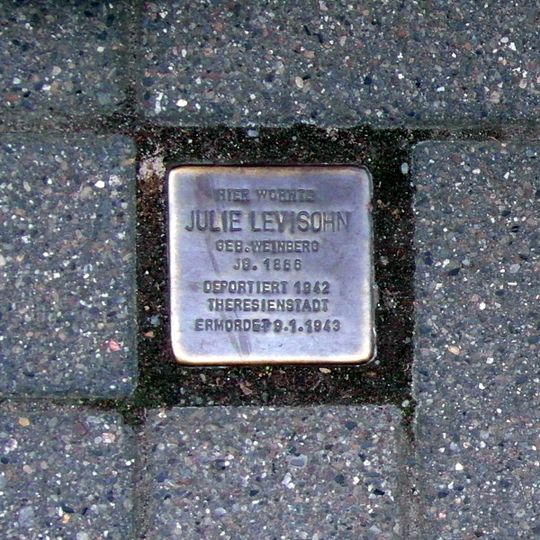 HIER WOHNTE
JULIE LEVISOHN
GEB. WEINBERG
JG. 1866
DEPORTIERT 1942
THERESIENSTADT
ERMORDET 9.1.1943